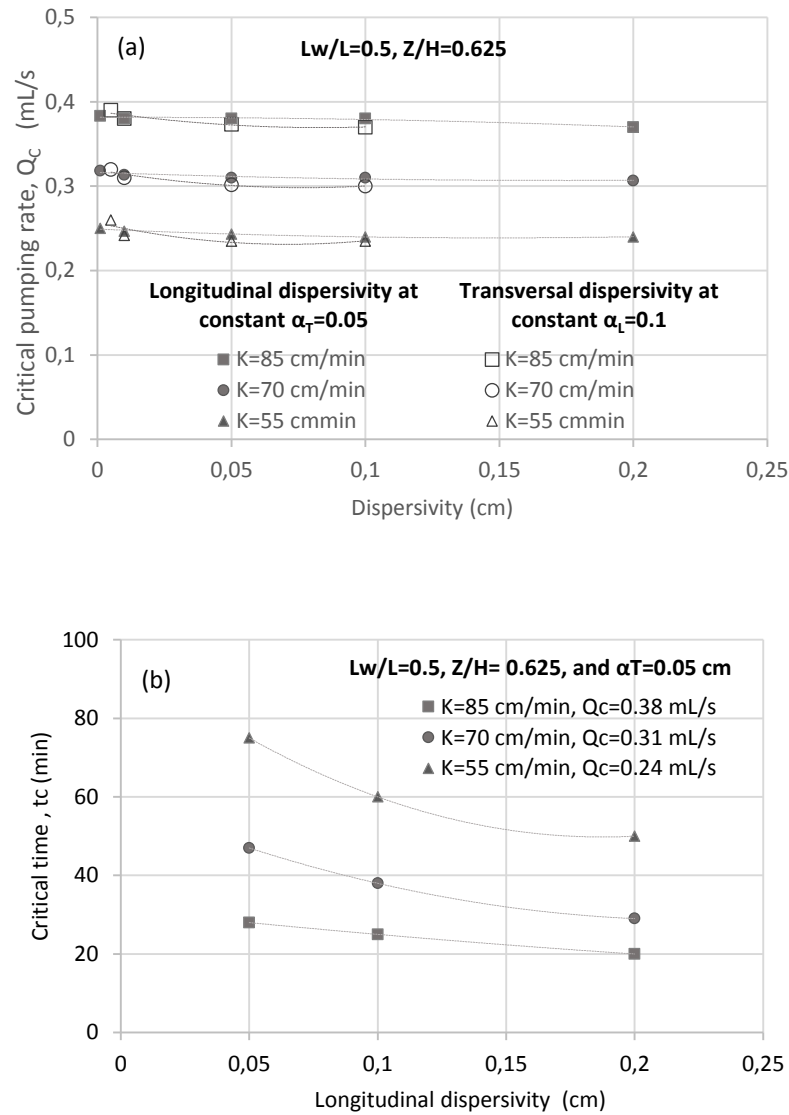 (a)
Lw/L=0.5, Z/H=0.625
Critical pumping rate, Q_C (mL/s)
0,5
0,4
0,3
0,2
0,1
0
Longitudinal dispersivity at
constant α_T=0.05
K=85 cm/min
K=70 cm/min
K=55 cmmin
Transversal dispersivity at
constant α_L=0.1
K=85 cm/min
K=70 cm/min
K=55 cmmin
0 0,05 0,1 0,15 0,2 0,25
Dispersivity (cm)
(b)
Lw/L=0.5, Z/H= 0.625, and αT=0.05 cm
K=85 cm/min, Qc=0.38 mL/s
K=70 cm/min, Qc=0.31 mL/s
K=55 cm/min, Qc=0.24 mL/s
Critical time , tc (min)
100
80
60
40
20
0
0 0,05 0,1 0,15 0,2 0,25
Longitudinal dispersivity (cm)